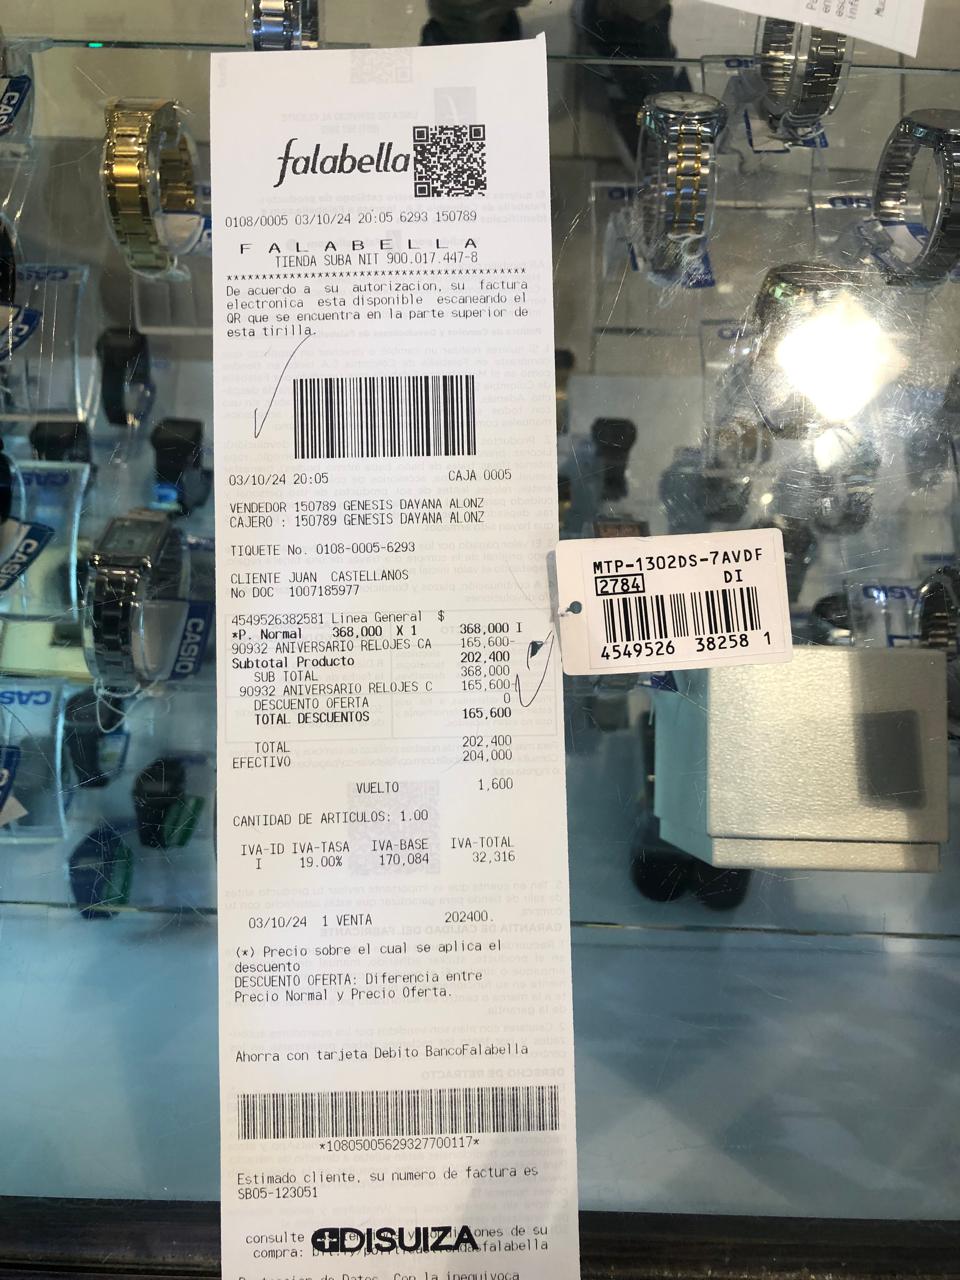 falabella
0108/0005 03/10/24 20:05 6293 150789
F A L A B E L L A
TIENDA SUBA NIT 900.017.447-8
****************************************************
De acuerdo a su autorizacion, su factura
electronica esta disponible escaneando el
QR que se encuentra en la parte superior de
esta tirilla.
03/10/24 20:05 CAJA 0005
VENDEDOR 150789 GENESIS DAYANA ALONZ
CAJERO : 150789 GENESIS DAYANA ALONZ
TIQUETE No. 0108-0005-6293
CLIENTE JUAN CASTELLANOS
No DOC 1007185977
4549526382581 Linea General $
*P. Normal 368,000 X 1 368,000 I
90932 ANIVERSARIO RELOJES CA 165,600-
Subtotal Producto 202,400
SUB TOTAL 368,000
90932 ANIVERSARIO RELOJES C 165,600-
DESCUENTO OFERTA 0
TOTAL DESCUENTOS 165,600
TOTAL 202,400
EFECTIVO 204,000
VUELTO 1,600
CANTIDAD DE ARTICULOS: 1.00
IVA-ID IVA-TASA IVA-BASE IVA-TOTAL
I 19.00% 170,084 32,316
03/10/24 1 VENTA 202400.
(*) Precio sobre el cual se aplica el
descuento
DESCUENTO OFERTA: Diferencia entre
Precio Normal y Precio Oferta.
Ahorra con tarjeta Debito BancoFalabella
*10805005629327700117*
Estimado cliente, su numero de factura es
SB05-123051
consulte de su
compra:
DISUIZA
MTP-1302DS-7AVDF
2784 DI
4549526 38258 1
CASIO
CASIO
CASIO
CASIO